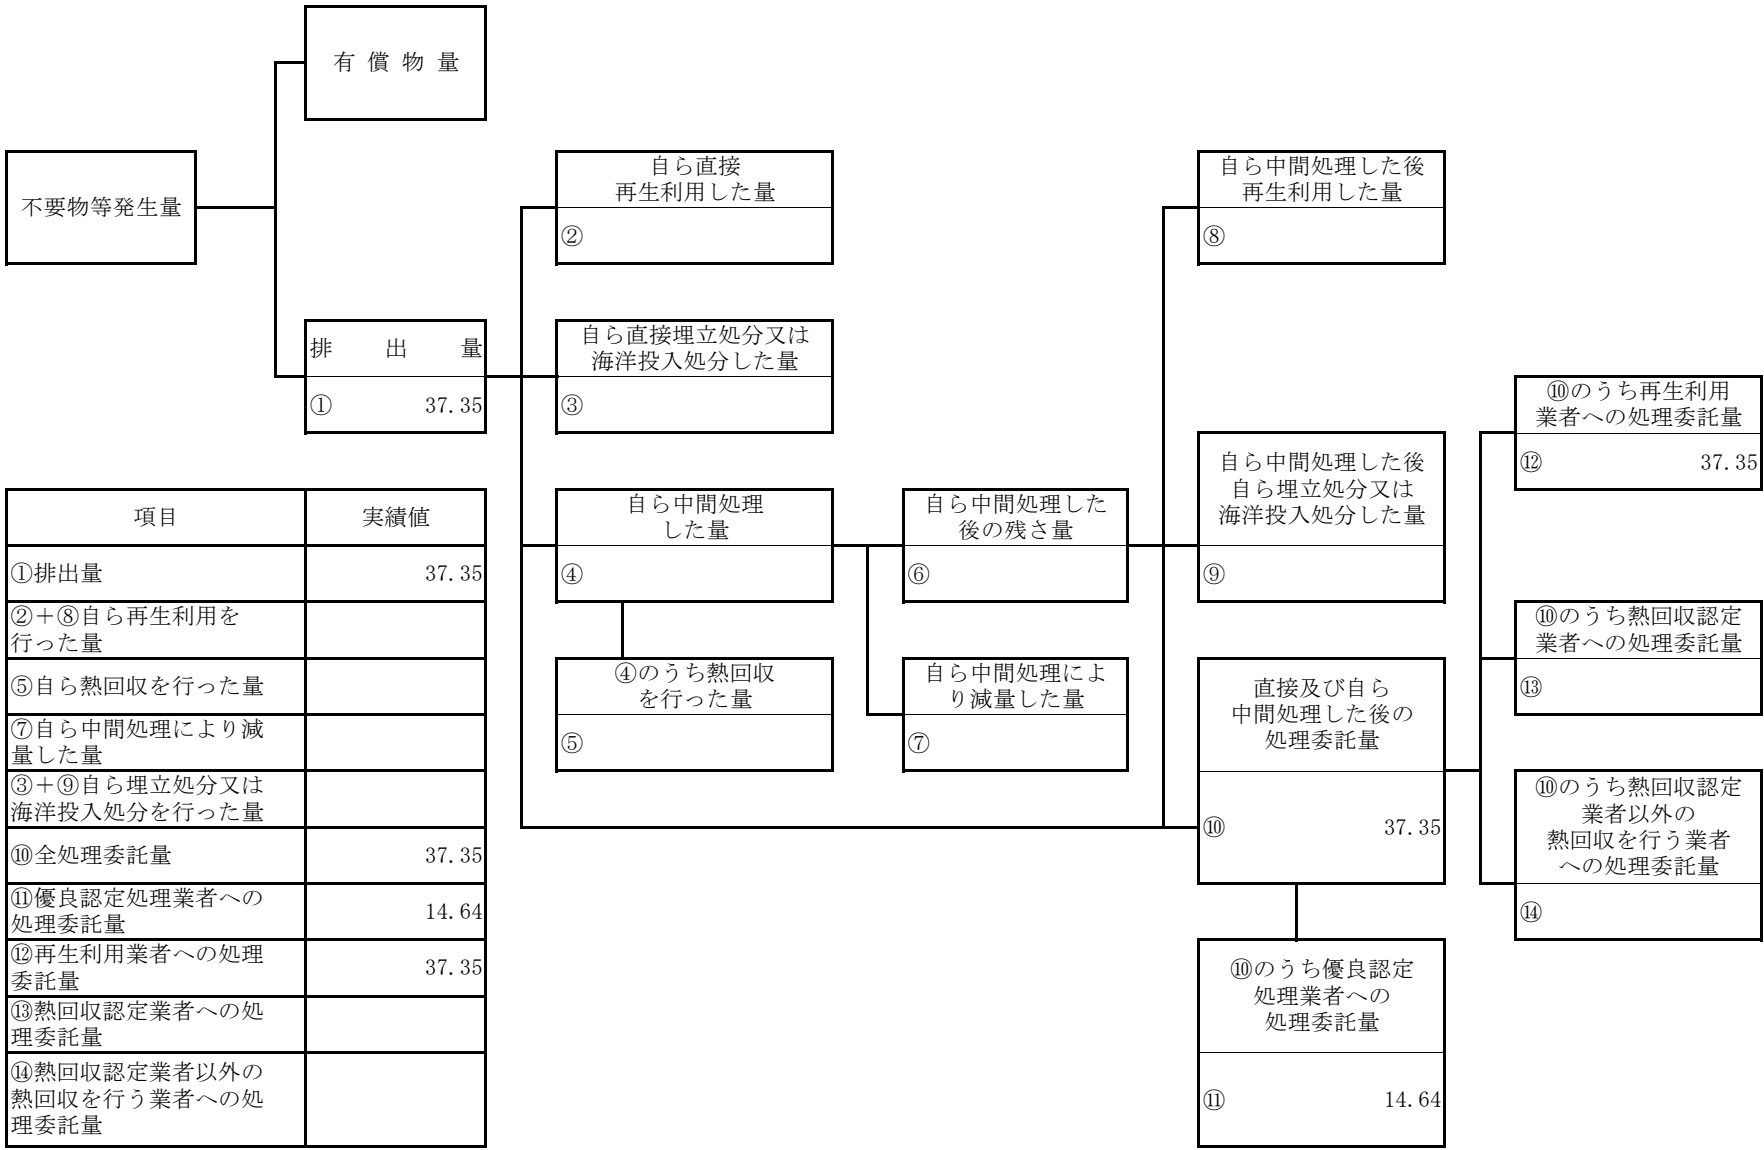 有 償 物 量
不要物等発生量
排 出 量
① 37.35
自ら直接
再生利用した量
②
自ら直接埋立処分又は
海洋投入処分した量
③
自ら中間処理
した量
④
④のうち熱回収
を行った量
⑤
自ら中間処理した
後の残さ量
⑥
自ら中間処理によ
り減量した量
⑦
自ら中間処理した後
再生利用した量
⑧
自ら中間処理した後
自ら埋立処分又は
海洋投入処分した量
⑨
直接及び自ら
中間処理した後の
処理委託量
⑩ 37.35
⑩のうち優良認定
処理業者への
処理委託量
⑪ 14.64
⑩のうち再生利用
業者への処理委託量
⑫ 37.35
⑩のうち熱回収認定
業者への処理委託量
⑬
⑩のうち熱回収認定
業者以外の
熱回収を行う業者
への処理委託量
⑭
項目 実績値
①排出量 37.35
②＋⑧自ら再生利用を
行った量
⑤自ら熱回収を行った量
⑦自ら中間処理により減
量した量
③＋⑨自ら埋立処分又は
海洋投入処分を行った量
⑩全処理委託量 37.35
⑪優良認定処理業者への
処理委託量 14.64
⑫再生利用業者への処理
委託量 37.35
⑬熱回収認定業者への処
理委託量
⑭熱回収認定業者以外の
熱回収を行う業者への処
理委託量